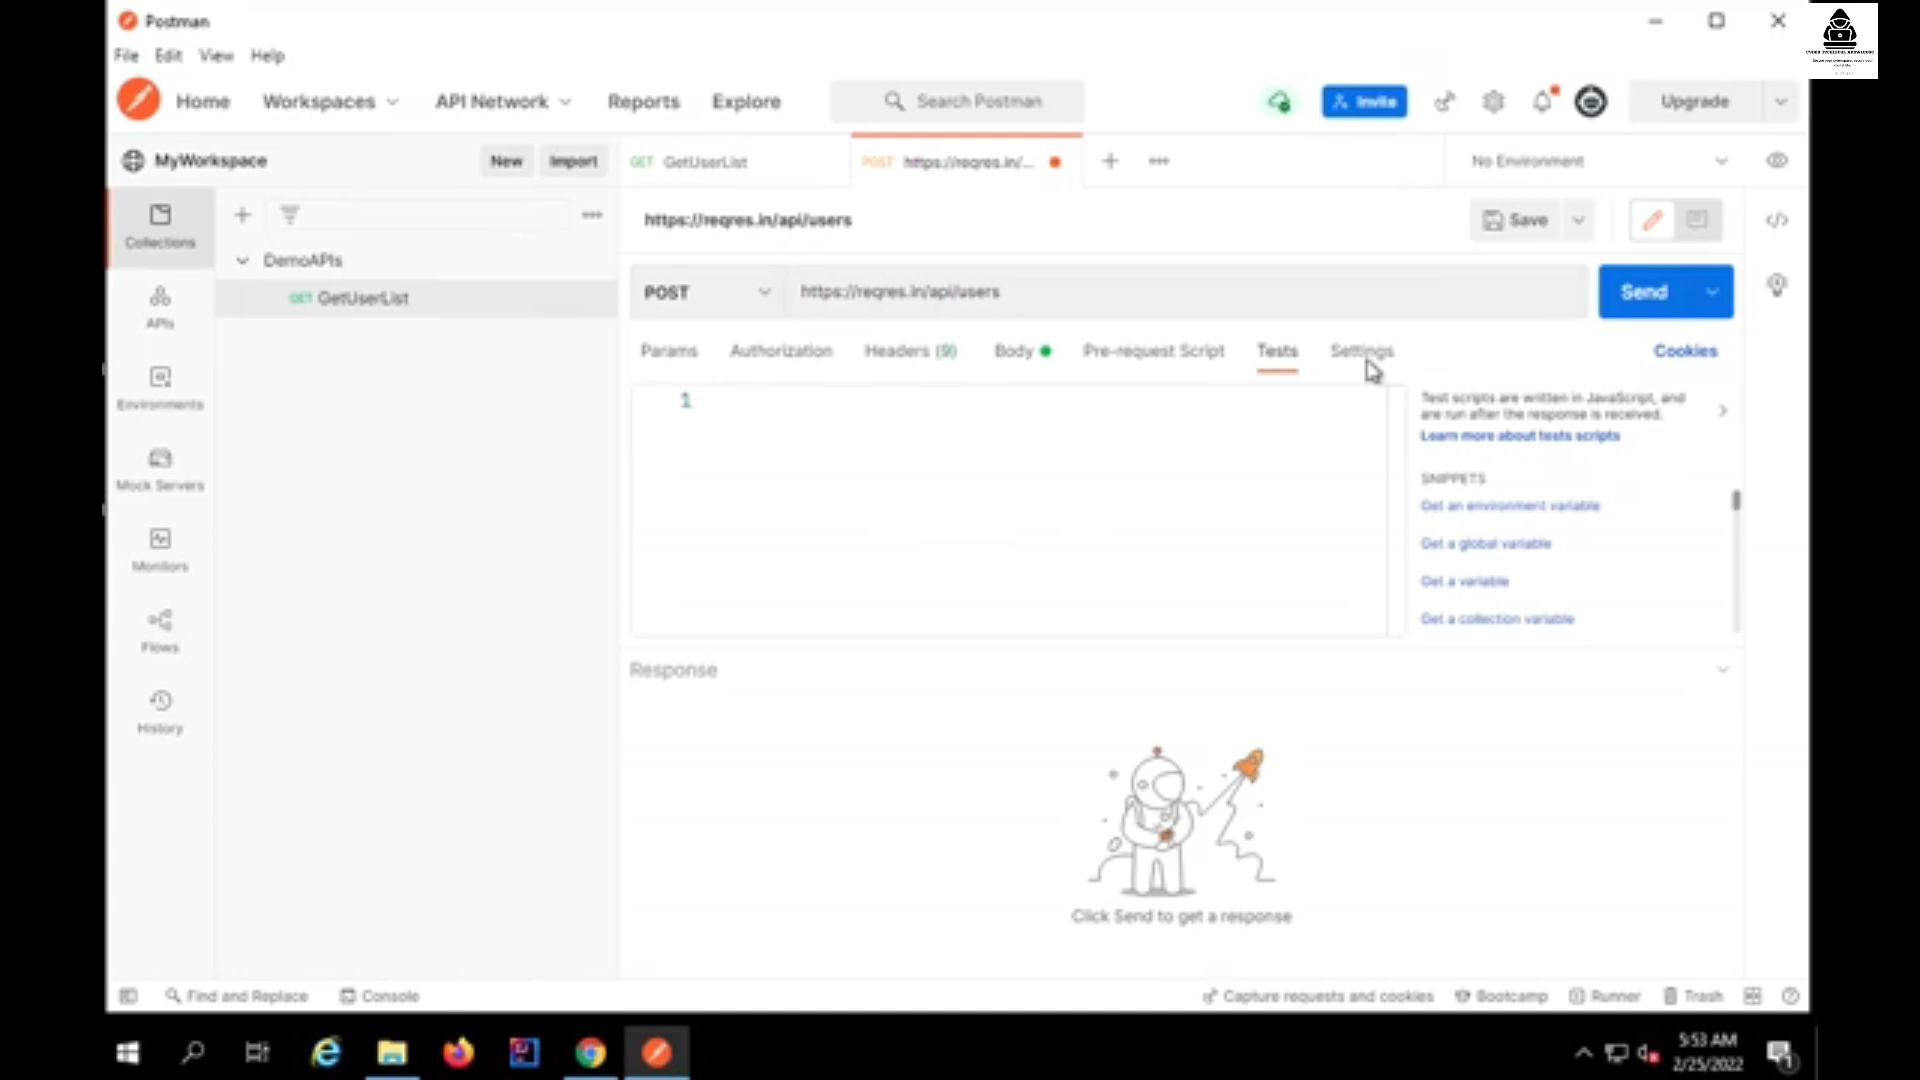 Postman
File Edit View Help
Home Workspaces API Network Reports Explore Search Postman Invite Upgrade
MyWorkspace New Import GET GetUserList POST https://reqres.in/... No Environment
Collections
https://reqres.in/api/users Save
DemoAPIs
GET GetUserList
POST https://reqres.in/api/users Send
APIs
Params Authorization Headers (9) Body Pre-request Script Tests Settings Cookies
Environments
1
Test scripts are written in JavaScript, and
are run after the response is received.
Learn more about tests scripts
Mock Servers
SNIPPETS
Get an environment variable
Get a global variable
Monitors
Get a variable
Get a collection variable
Flows
Response
History
Click Send to get a response
Find and Replace Console Capture requests and cookies Bootcamp Runner Trash
5:53 AM
2/25/2022
1